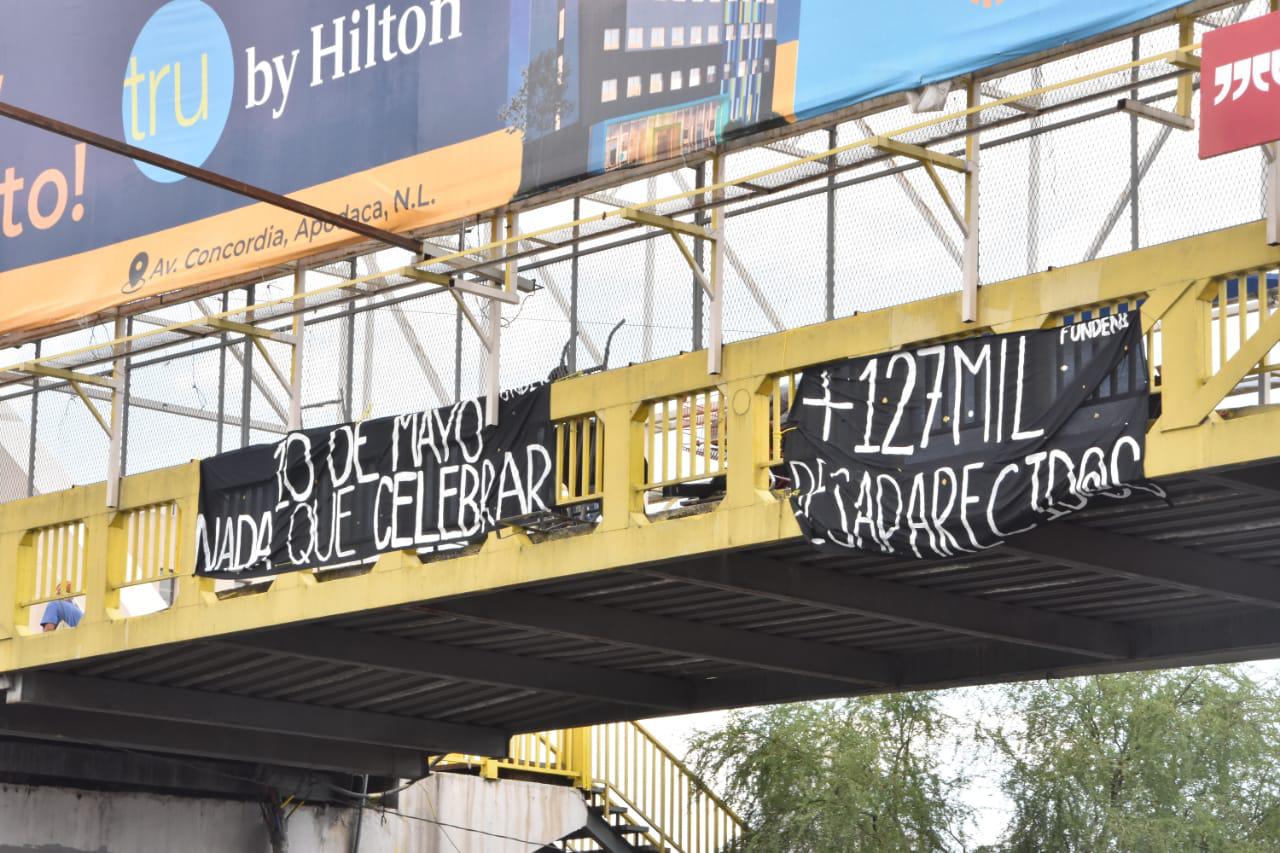 tru by Hilton
to!
Av. Concordia, Apodaca, N.L.
10 DE MAYO
NADA QUE CELEBRAR
FUNDENL
+127MIL
DESAPARECIDOS